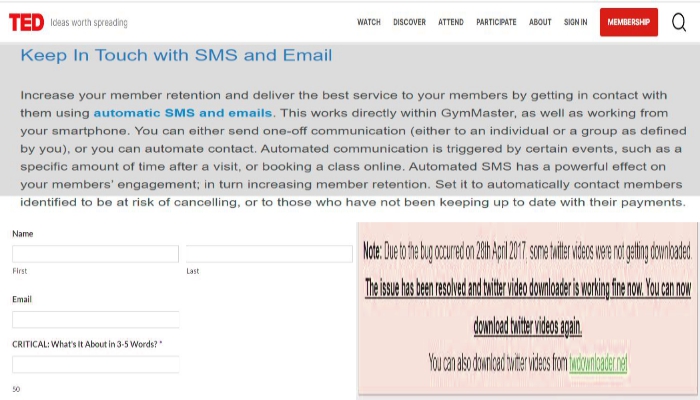 TED Ideas worth spreading
WATCH DISCOVER ATTEND PARTICIPATE ABOUT SIGN IN MEMBERSHIP
Keep In Touch with SMS and Email
Increase your member retention and deliver the best service to your members by getting in contact with
them using automatic SMS and emails. This works directly within GymMaster, as well as working from
your smartphone. You can either send one-off communication (either to an individual or a group as defined
by you), or you can automate contact. Automated communication is triggered by certain events, such as a
specific amount of time after a visit, or booking a class online. Automated SMS has a powerful effect on
your members' engagement; in turn increasing member retention. Set it to automatically contact members
identified to be at risk of cancelling, or to those who have not been keeping up to date with their payments.
Name
First Last
Email
CRITICAL: What's It About in 3-5 Words? *
50
Note: Due to the bug occurred on 28th April 2017, some twitter videos were not getting downloaded.
The issue has been resolved and twitter video downloader is working fine now. You can now
download twitter videos again.
You can also download twitter videos from twdownloader.net